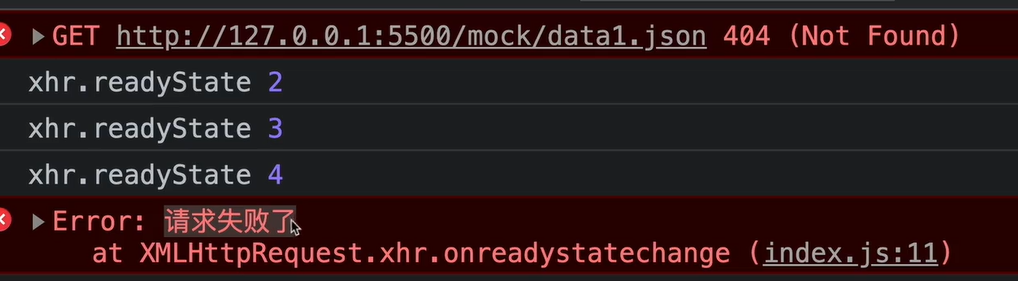 GET http://127.0.0.1:5500/mock/data1.json 404 (Not Found)
xhr.readyState 2
xhr.readyState 3
xhr.readyState 4
Error: 请求失败了
at XMLHttpRequest.xhr.onreadystatechange (index.js:11)